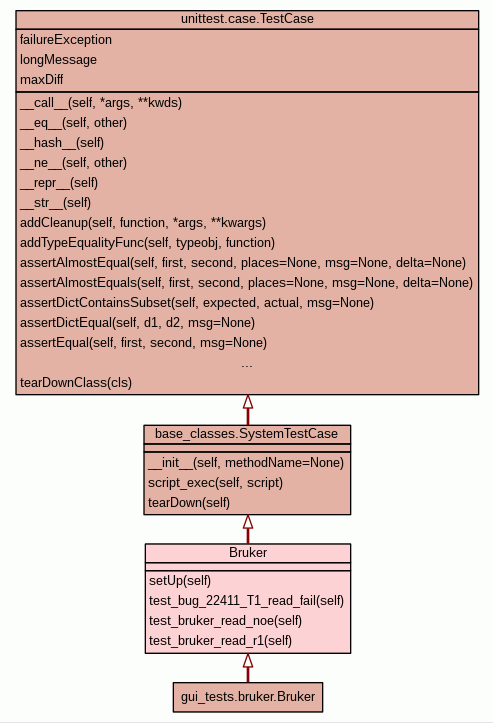 unittest.case.TestCase
failureException
longMessage
maxDiff
__call__(self, *args, **kwds)
__eq__(self, other)
__hash__(self)
__ne__(self, other)
__repr__(self)
__str__(self)
addCleanup(self, function, *args, **kwargs)
addTypeEqualityFunc(self, typeobj, function)
assertAlmostEqual(self, first, second, places=None, msg=None, delta=None)
assertAlmostEquals(self, first, second, places=None, msg=None, delta=None)
assertDictContainsSubset(self, expected, actual, msg=None)
assertDictEqual(self, d1, d2, msg=None)
assertEqual(self, first, second, msg=None)
...
tearDownClass(cls)
base_classes.SystemTestCase
__init__(self, methodName=None)
script_exec(self, script)
tearDown(self)
Bruker
setUp(self)
test_bug_22411_T1_read_fail(self)
test_bruker_read_noe(self)
test_bruker_read_r1(self)
gui_tests.bruker.Bruker